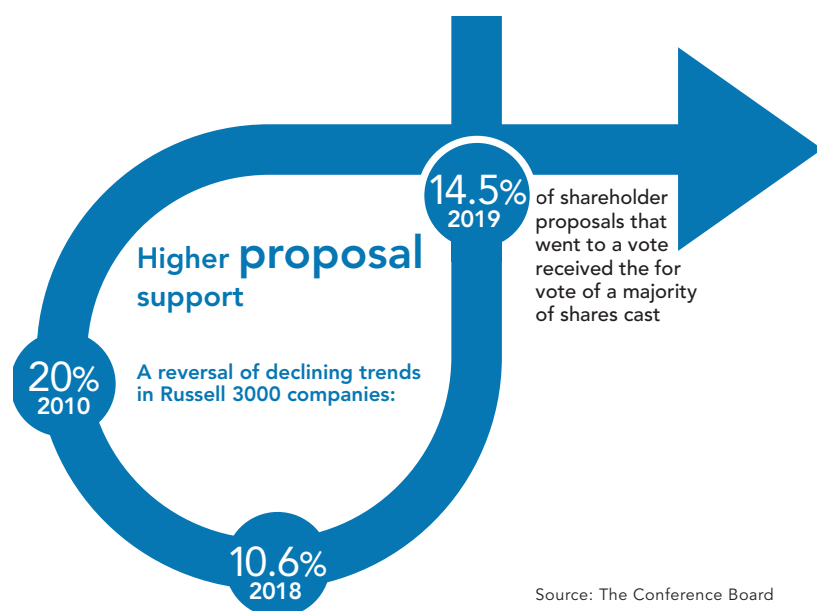 Higher proposal
support
A reversal of declining trends
in Russell 3000 companies:
20%
2010
10.6%
2018
14.5%
2019
of shareholder
proposals that
went to a vote
received the for
vote of a majority
of shares cast
Source: The Conference Board